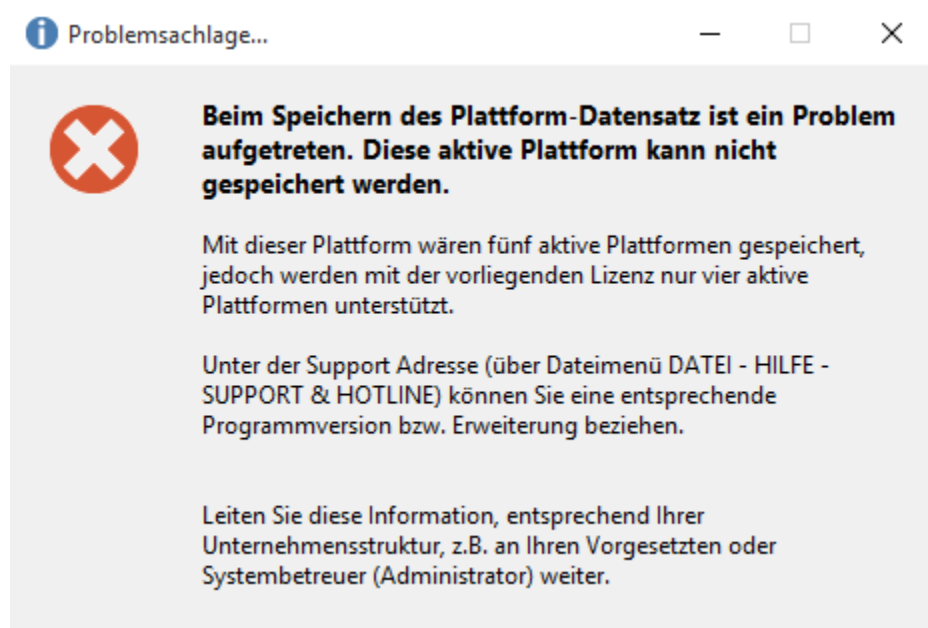 Problemsachlage...
Beim Speichern des Plattform-Datensatz ist ein Problem
aufgetreten. Diese aktive Plattform kann nicht
gespeichert werden.
Mit dieser Plattform wären fünf aktive Plattformen gespeichert,
jedoch werden mit der vorliegenden Lizenz nur vier aktive
Plattformen unterstützt.
Unter der Support Adresse (über Dateimenü DATEI - HILFE -
SUPPORT & HOTLINE) können Sie eine entsprechende
Programmversion bzw. Erweiterung beziehen.
Leiten Sie diese Information, entsprechend Ihrer
Unternehmensstruktur, z.B. an Ihren Vorgesetzten oder
Systembetreuer (Administrator) weiter.